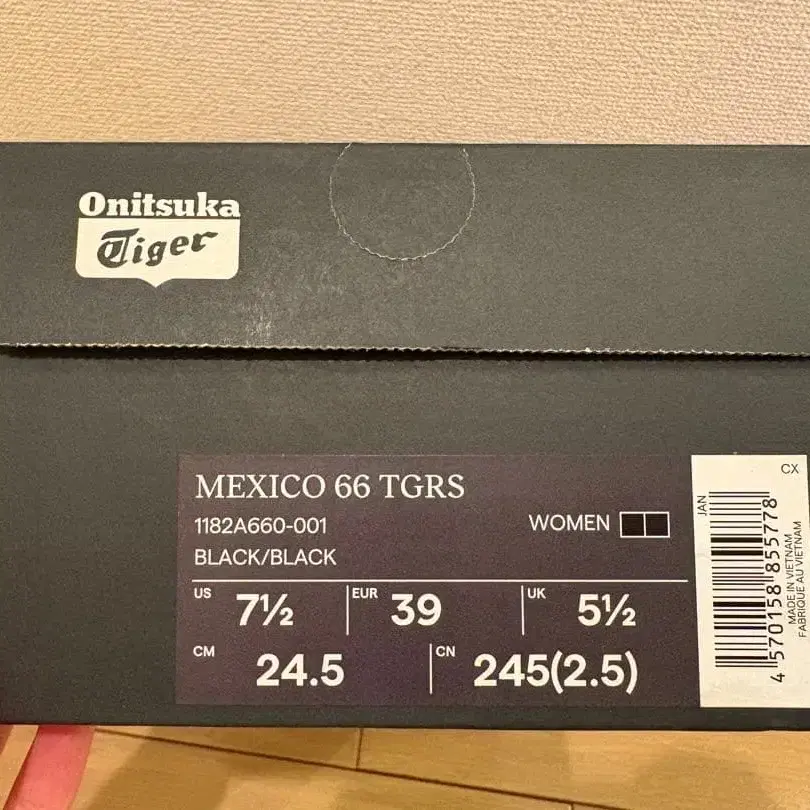 Onitsuka
Tiger
MEXICO 66 TGRS
1182A660-001
WOMEN
BLACK/BLACK
US 7½ EUR 39 UK 5½
CM 24.5 CN 245(2.5)
CX
JAN
4 570158 855778
MADE IN VIETNAM
FABRIQUE AU VIETNAM